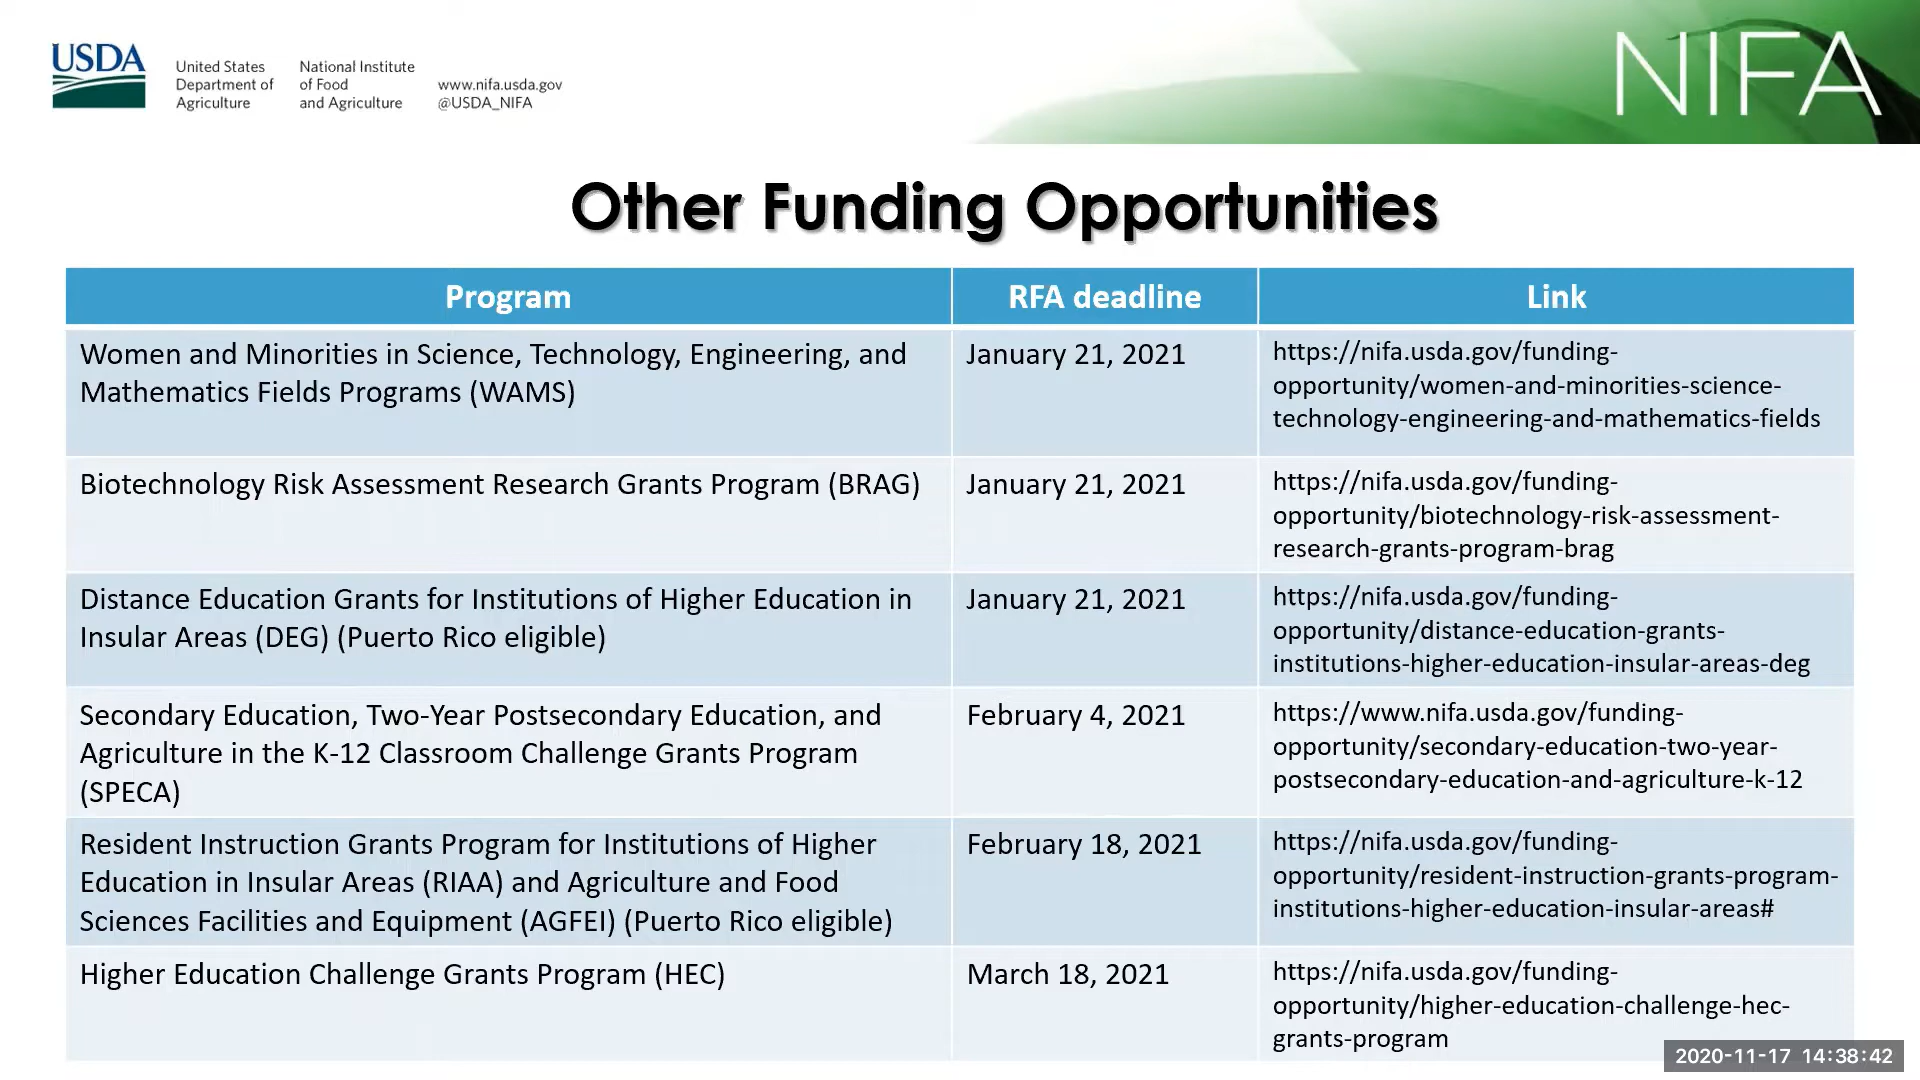 USDA
United States
Department of
Agriculture
National Institute
of Food
and Agriculture
www.nifa.usda.gov
@USDA_NIFA
NIFA
Other Funding Opportunities
Program
RFA deadline
Link
Women and Minorities in Science, Technology, Engineering, and
Mathematics Fields Programs (WAMS)
January 21, 2021
https://nifa.usda.gov/funding-
opportunity/women-and-minorities-science-
technology-engineering-and-mathematics-fields
Biotechnology Risk Assessment Research Grants Program (BRAG)
January 21, 2021
https://nifa.usda.gov/funding-
opportunity/biotechnology-risk-assessment-
research-grants-program-brag
Distance Education Grants for Institutions of Higher Education in
Insular Areas (DEG) (Puerto Rico eligible)
January 21, 2021
https://nifa.usda.gov/funding-
opportunity/distance-education-grants-
institutions-higher-education-insular-areas-deg
Secondary Education, Two-Year Postsecondary Education, and
Agriculture in the K-12 Classroom Challenge Grants Program
(SPECA)
February 4, 2021
https://www.nifa.usda.gov/funding-
opportunity/secondary-education-two-year-
postsecondary-education-and-agriculture-k-12
Resident Instruction Grants Program for Institutions of Higher
Education in Insular Areas (RIAA) and Agriculture and Food
Sciences Facilities and Equipment (AGFEI) (Puerto Rico eligible)
February 18, 2021
https://nifa.usda.gov/funding-
opportunity/resident-instruction-grants-program-
institutions-higher-education-insular-areas#
Higher Education Challenge Grants Program (HEC)
March 18, 2021
https://nifa.usda.gov/funding-
opportunity/higher-education-challenge-hec-
grants-program
2020-11-17 14:38:42